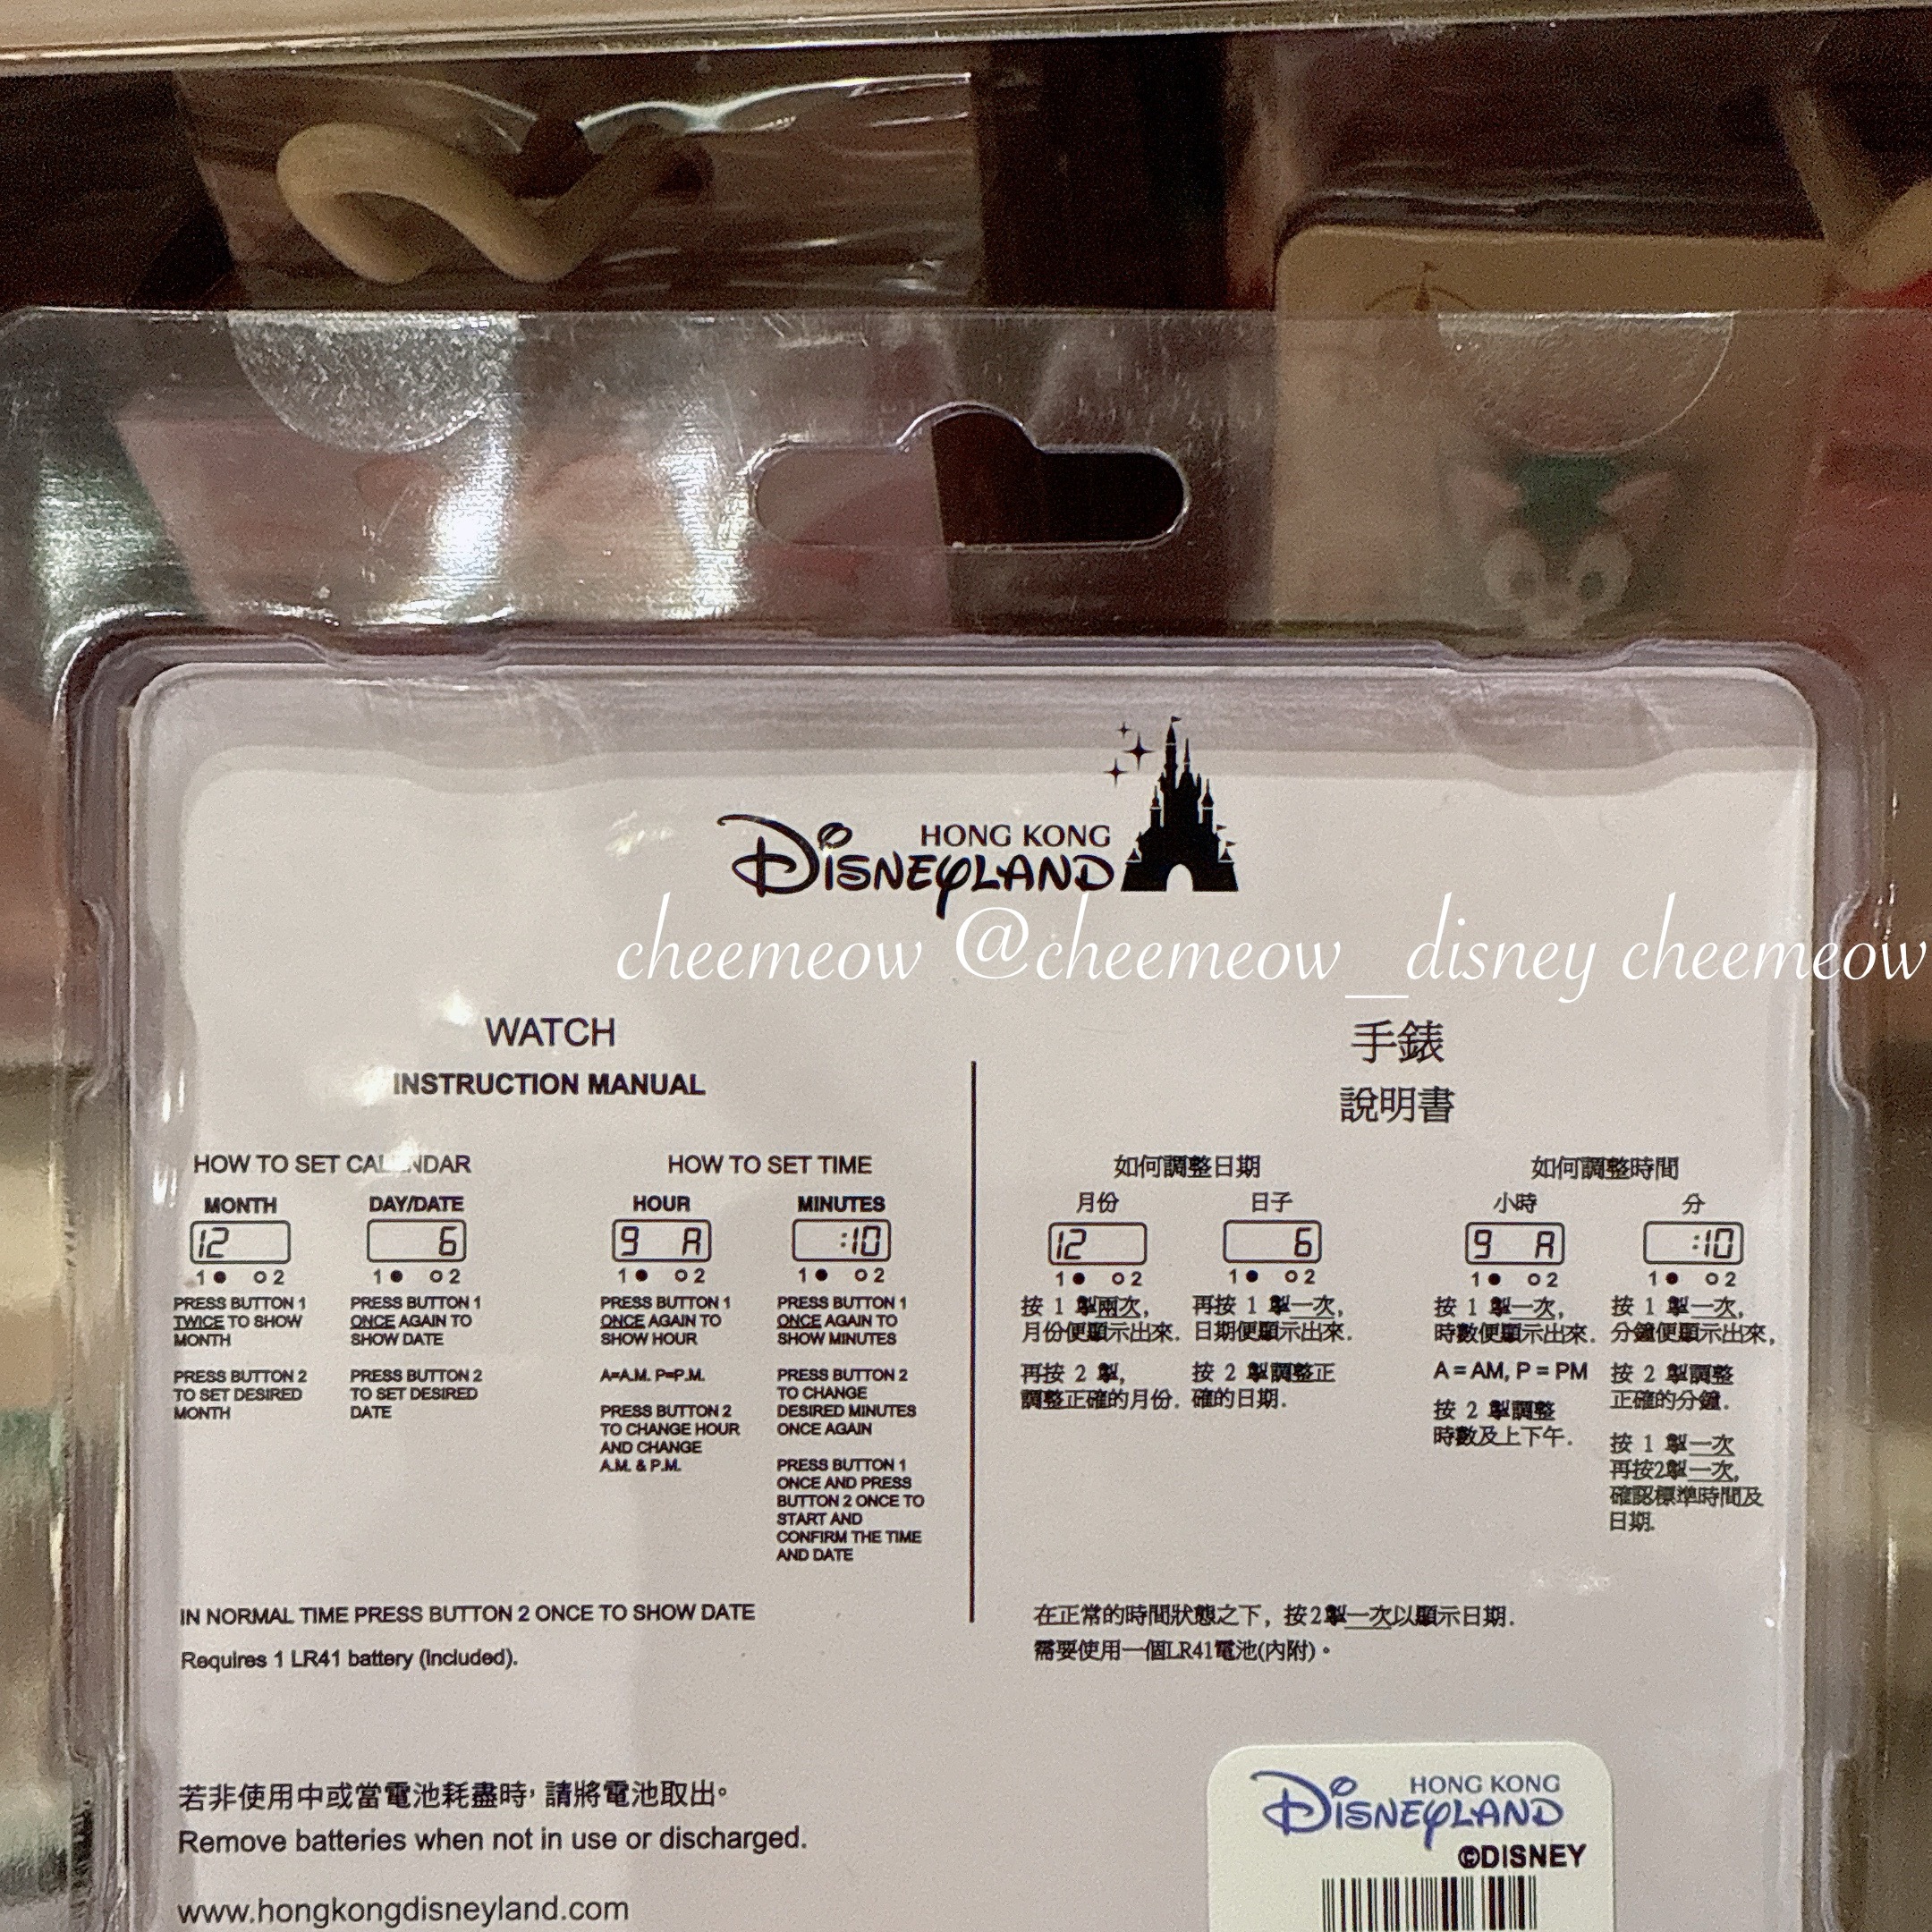 HONG KONG
DISNEYLAND
cheemeow @cheemeow_disney cheemeow
WATCH
INSTRUCTION MANUAL
HOW TO SET CALENDAR
MONTH
12
1 2
PRESS BUTTON 1
TWICE TO SHOW
MONTH
PRESS BUTTON 2
TO SET DESIRED
MONTH
DAY/DATE
6
1 2
PRESS BUTTON 1
ONCE AGAIN TO
SHOW DATE
PRESS BUTTON 2
TO SET DESIRED
DATE
HOW TO SET TIME
HOUR
9 A
1 2
PRESS BUTTON 1
ONCE AGAIN TO
SHOW HOUR
A=A.M. P=P.M.
PRESS BUTTON 2
TO CHANGE HOUR
AND CHANGE
A.M. & P.M.
MINUTES
:10
1 2
PRESS BUTTON 1
ONCE AGAIN TO
SHOW MINUTES
PRESS BUTTON 2
TO CHANGE
DESIRED MINUTES
ONCE AGAIN
PRESS BUTTON 1
ONCE AND PRESS
BUTTON 2 ONCE TO
START AND
CONFIRM THE TIME
AND DATE
IN NORMAL TIME PRESS BUTTON 2 ONCE TO SHOW DATE
Requires 1 LR41 battery (included).
手錶
說明書
如何調整日期
月份
12
1 2
按 1 掣兩次，
月份便顯示出來．
再按 2 掣，
調整正確的月份．
日子
6
1 2
再按 1 掣一次，
日期便顯示出來．
按 2 掣調整正
確的日期．
如何調整時間
小時
9 A
1 2
按 1 掣一次，
時數便顯示出來．
A = AM, P = PM
按 2 掣調整
時數及上下午．
分
:10
1 2
按 1 掣一次，
分鐘便顯示出來，
按 2 掣調整
正確的分鐘．
按 1 掣一次
再按2掣一次，
確認標準時間及
日期．
在正常的時間狀態之下，按2掣一次以顯示日期．
需要使用一個LR41電池(內附)。
若非使用中或當電池耗盡時，請將電池取出。
Remove batteries when not in use or discharged.
www.hongkongdisneyland.com
HONG KONG
DISNEYLAND
©DISNEY